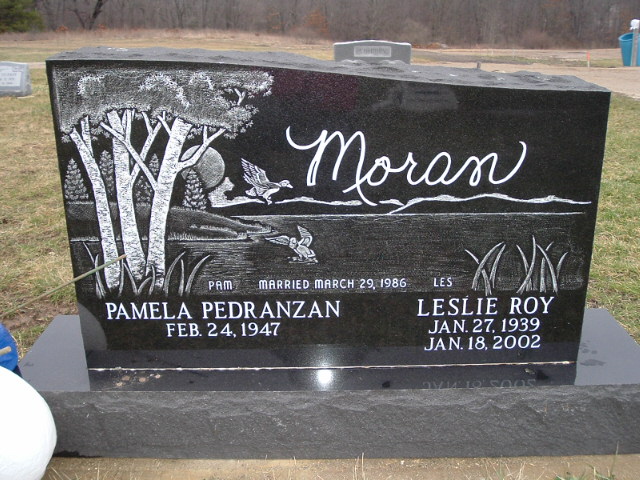 Moran
PAM MARRIED MARCH 29, 1986 LES
PAMELA PEDRANZAN
FEB. 24, 1947
LESLIE ROY
JAN. 27, 1939
JAN. 18, 2002